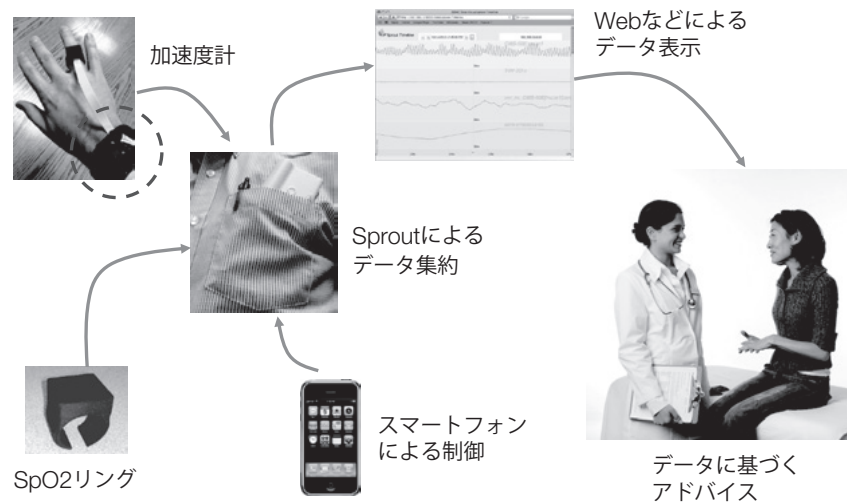 加速度計
Webなどによる
データ表示
Sproutによる
データ集約
SpO2リング
スマートフォン
による制御
データに基づく
アドバイス